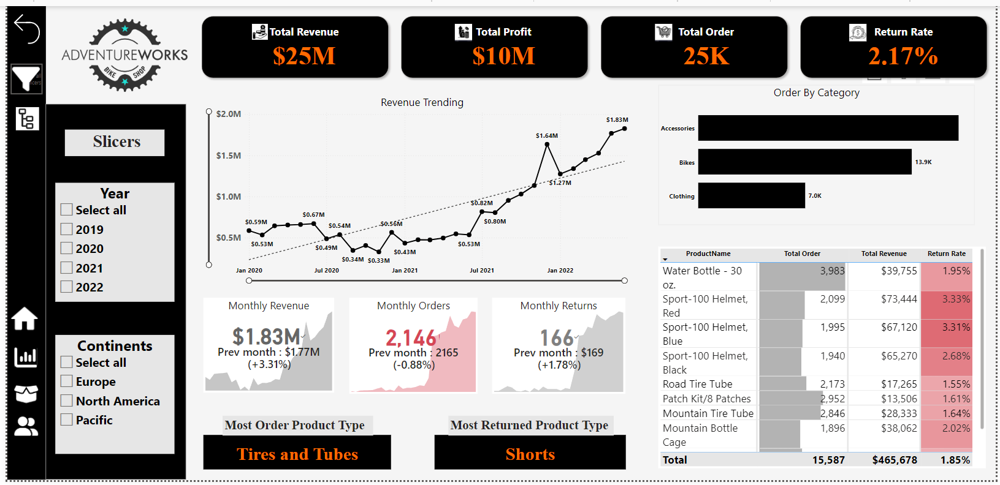 ADVENTUREWORKS
BIKE SHOP
Total Revenue
$25M
Total Profit
$10M
Total Order
25K
Return Rate
2.17%
Slicers
Year
Select all
2019
2020
2021
2022
Continents
Select all
Europe
North America
Pacific
Revenue Trending
$2.0M
$1.5M
$1.0M
$0.5M
$0.59M
$0.53M
$0.67M
$0.49M
$0.54M
$0.34M
$0.33M
$0.56M
$0.43M
$0.53M
$0.82M
$0.80M
$1.64M
$1.27M
$1.83M
Jan 2020
Jul 2020
Jan 2021
Jul 2021
Jan 2022
Order By Category
Accessories
Bikes
13.9K
Clothing
7.0K
Monthly Revenue
$1.83M
Prev month : $1.77M
(+3.31%)
Monthly Orders
2,146!
Prev month : 2165
(-0.88%)
Monthly Returns
166
Prev month : $169
(+1.78%)
Most Order Product Type
Tires and Tubes
Most Returned Product Type
Shorts
ProductName Total Order Total Revenue Return Rate
Water Bottle - 30 3,983 $39,755 1.95%
oz.
Sport-100 Helmet, 2,099 $73,444 3.33%
Red
Sport-100 Helmet, 1,995 $67,120 3.31%
Blue
Sport-100 Helmet, 1,940 $65,270 2.68%
Black
Road Tire Tube 2,173 $17,265 1.55%
Patch Kit/8 Patches 2,952 $13,506 1.61%
Mountain Tire Tube 2,846 $28,333 1.64%
Mountain Bottle 1,896 $38,062 2.02%
Cage
Total 15,587 $465,678 1.85%